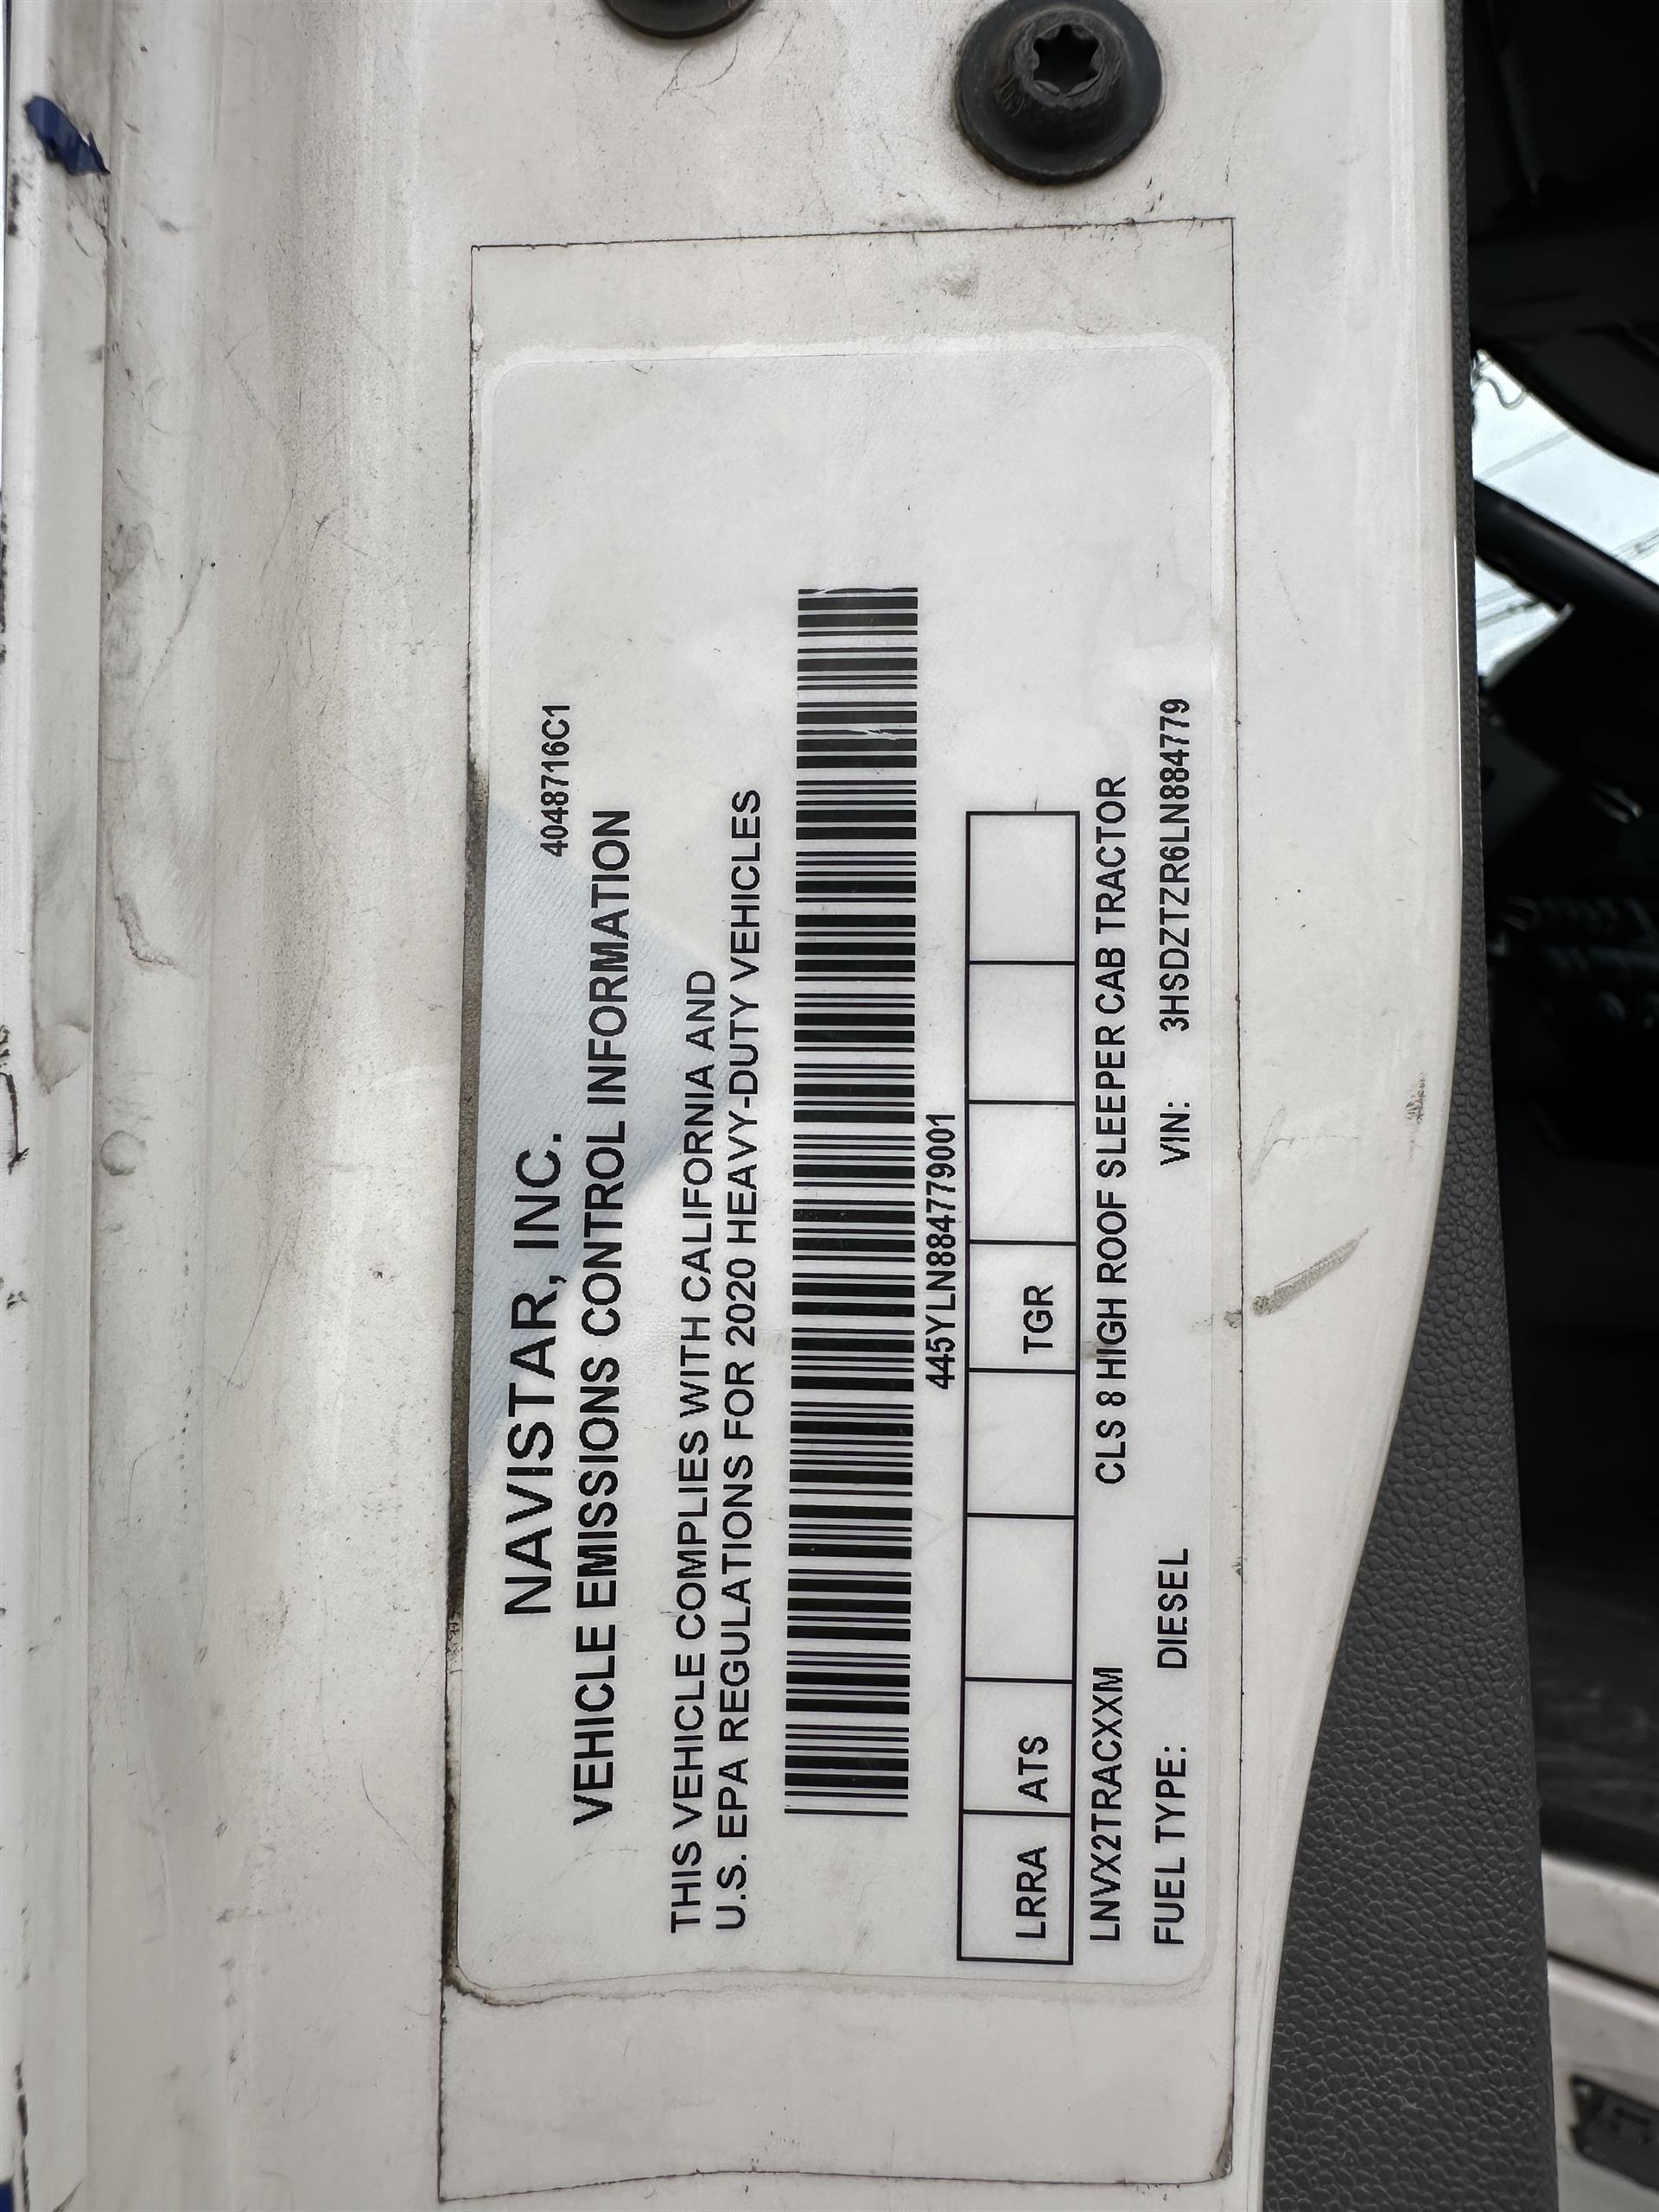 4048716C1
NAVISTAR, INC.
VEHICLE EMISSIONS CONTROL INFORMATION
THIS VEHICLE COMPLIES WITH CALIFORNIA AND
U.S. EPA REGULATIONS FOR 2020 HEAVY-DUTY VEHICLES
445YLN884779001
LRRA ATS TGR
LNVX2TRACXXM CLS 8 HIGH ROOF SLEEPER CAB TRACTOR
FUEL TYPE: DIESEL VIN: 3HSDZTZR6LN884779